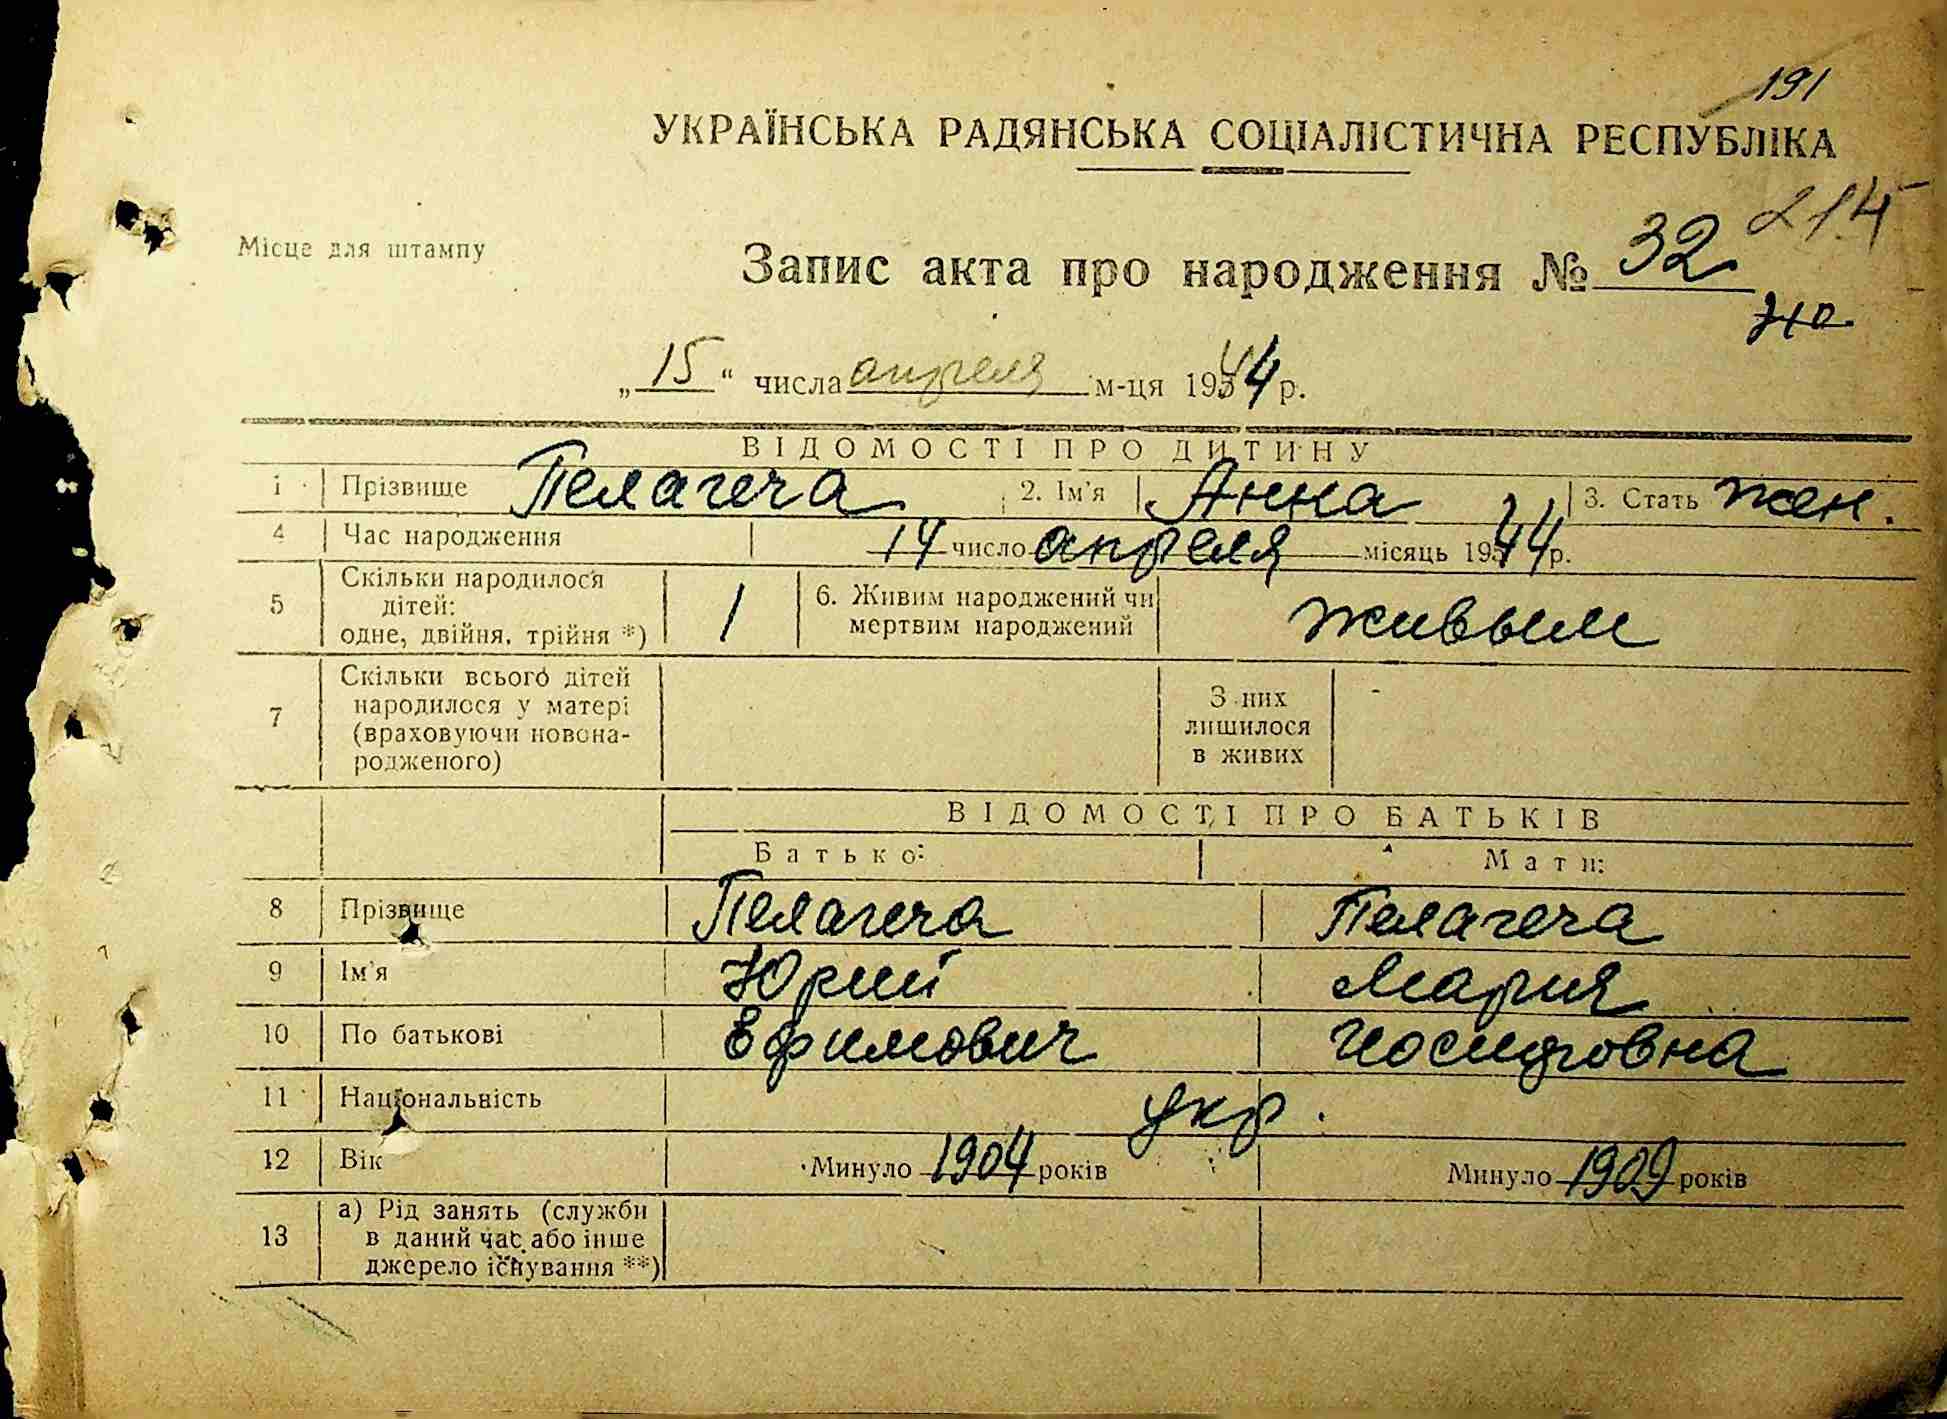 191
УКРАЇНСЬКА РАДЯНСЬКА СОЦІАЛІСТИЧНА РЕСПУБЛІКА
214
Місце для штампу
Запис акта про народження № 32
„15“ числа апреля м-ця 1944 р.
ВІДОМОСТІ ПРО ДИТИНУ
1 Прізвище Пелагеча 2. Ім'я Анна 3. Стать жен.
4 Час народження 14 число апреля місяць 1944 р.
5 Скільки народилося дітей: одне, двійня, трійня *) 1 6. Живим народжений чи мертвим народжений живым
7 Скільки всього дітей народилося у матері (враховуючи новонародженого) З них лишилося в живих -
ВІДОМОСТІ ПРО БАТЬКІВ
Батько: Мати:
8 Прізвище Пелагеча Пелагеча
9 Ім'я Юрий Мария
10 По батькові Ефимович Иосифовна
11 Національність укр.
12 Вік Минуло 1904 років Минуло 1909 років
13 а) Рід занять (служби в даний час або інше джерело існування **)